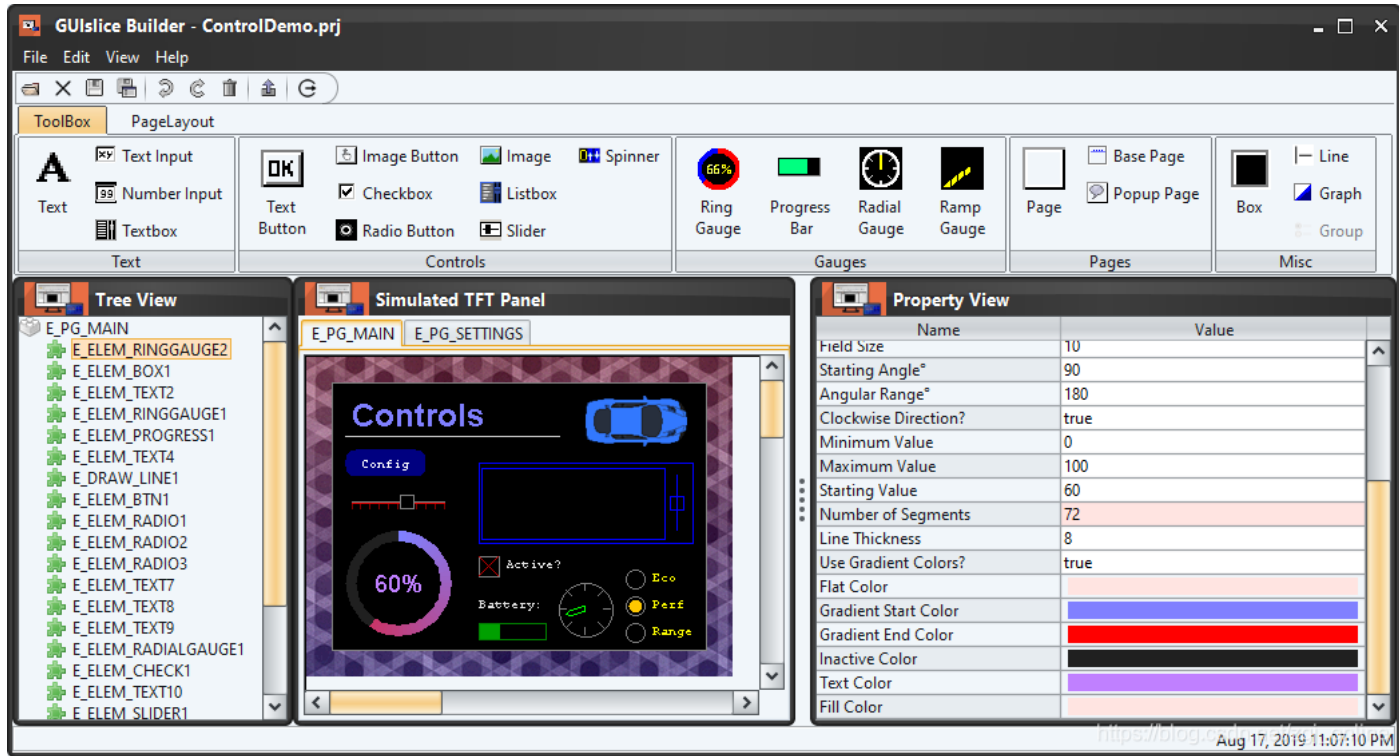 GUIslice Builder - ControlDemo.prj
File Edit View Help
ToolBox PageLayout
Text
Text Input
Number Input
Textbox
Text
OK
Text Button
Image Button
Checkbox
Radio Button
Image
Listbox
Slider
Spinner
Controls
66%
Ring Gauge
Progress Bar
Radial Gauge
Ramp Gauge
Gauges
Page
Base Page
Popup Page
Pages
Box
Line
Graph
Group
Misc
Tree View
E_PG_MAIN
E_ELEM_RINGGAUGE2
E_ELEM_BOX1
E_ELEM_TEXT2
E_ELEM_RINGGAUGE1
E_ELEM_PROGRESS1
E_ELEM_TEXT4
E_DRAW_LINE1
E_ELEM_BTN1
E_ELEM_RADIO1
E_ELEM_RADIO2
E_ELEM_RADIO3
E_ELEM_TEXT7
E_ELEM_TEXT8
E_ELEM_TEXT9
E_ELEM_RADIALGAUGE1
E_ELEM_CHECK1
E_ELEM_TEXT10
E_ELEM_SLIDER1
Simulated TFT Panel
E_PG_MAIN E_PG_SETTINGS
Controls
Config
60%
Active?
Battery:
Eco
Perf
Range
Property View
Name Value
Field Size 10
Starting Angle° 90
Angular Range° 180
Clockwise Direction? true
Minimum Value 0
Maximum Value 100
Starting Value 60
Number of Segments 72
Line Thickness 8
Use Gradient Colors? true
Flat Color
Gradient Start Color
Gradient End Color
Inactive Color
Text Color
Fill Color
Aug 17, 2019 11:07:10 PM